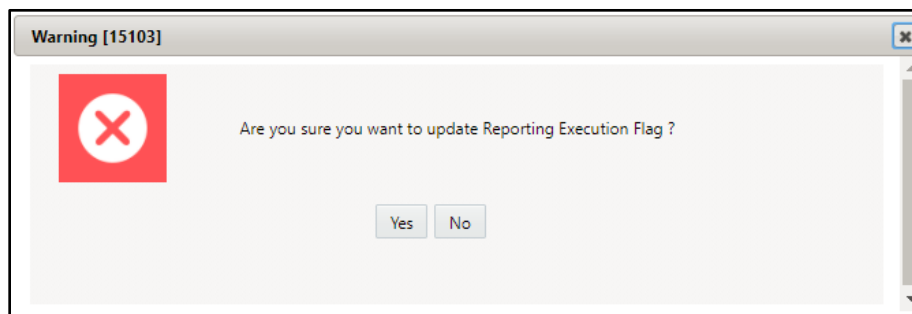 Warning [15103]
Are you sure you want to update Reporting Execution Flag ?
Yes No